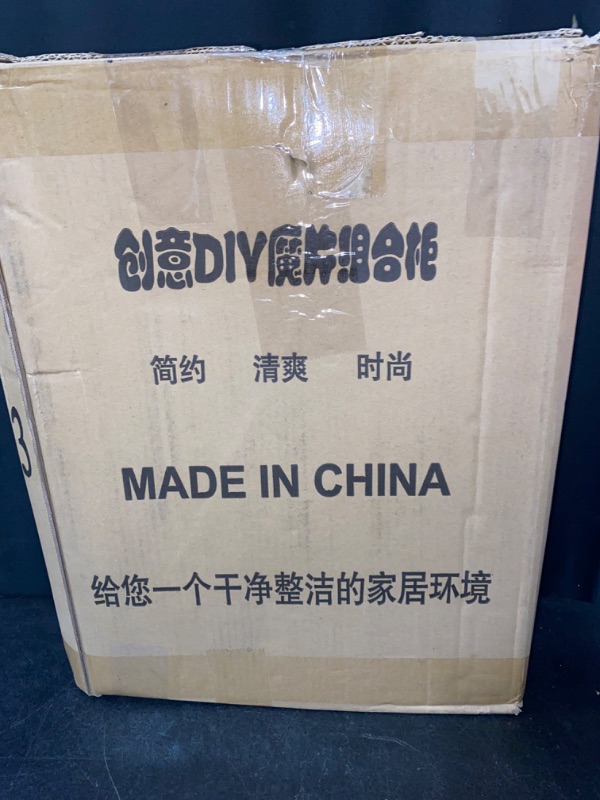 创意DIY魔片组合柜
简约 清爽 时尚
MADE IN CHINA
给您一个干净整洁的家居环境
3